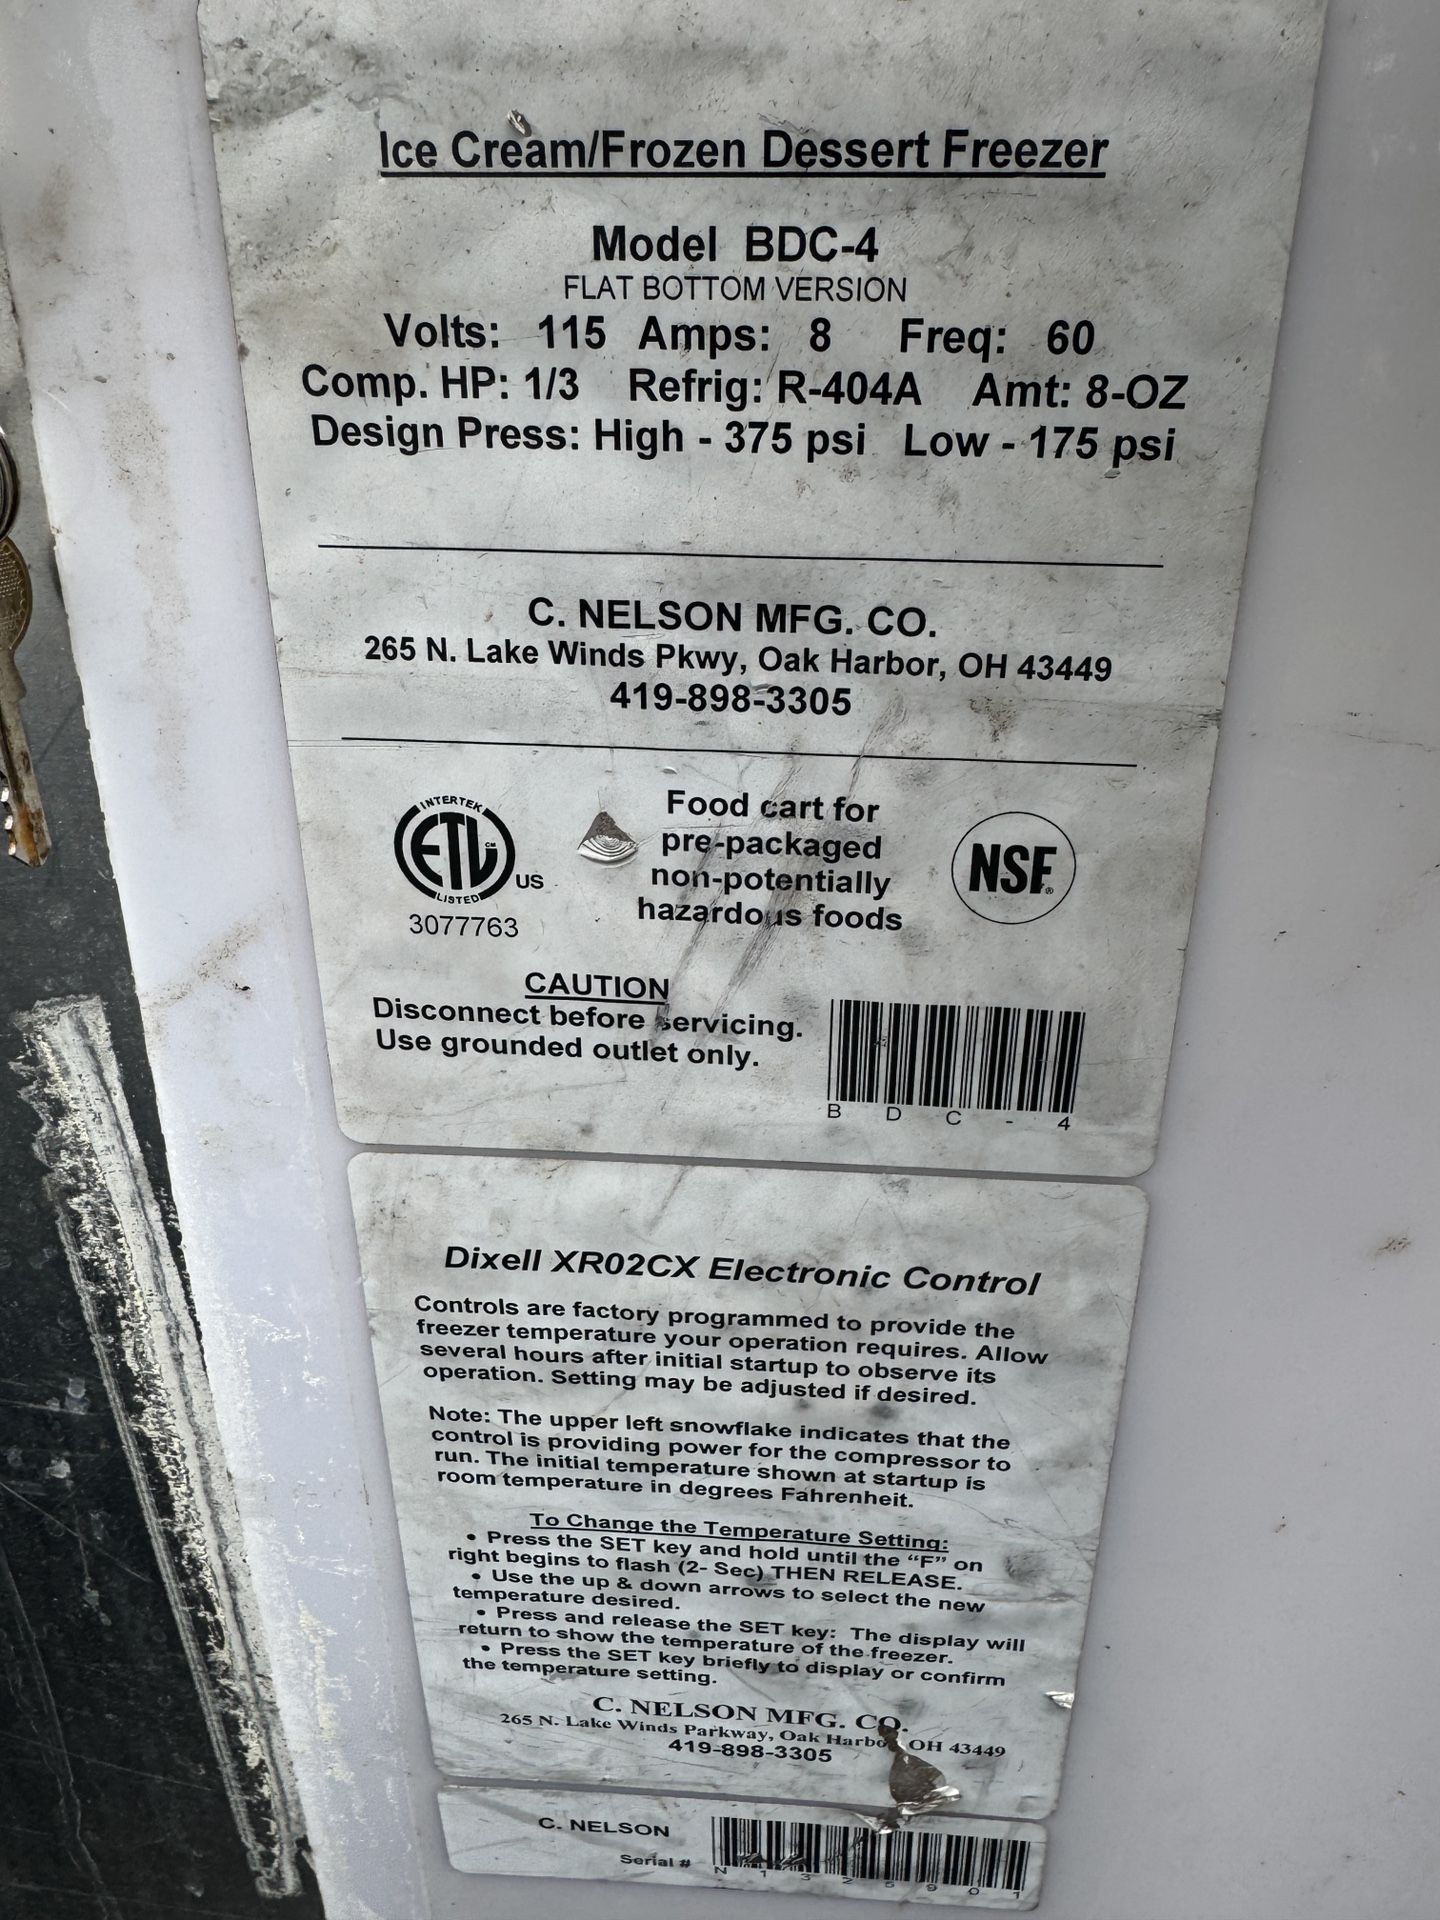 Ice Cream/Frozen Dessert Freezer
Model BDC-4
FLAT BOTTOM VERSION
Volts: 115 Amps: 8 Freq: 60
Comp. HP: 1/3 Refrig: R-404A Amt: 8-OZ
Design Press: High - 375 psi Low - 175 psi
C. NELSON MFG. CO.
265 N. Lake Winds Pkwy, Oak Harbor, OH 43449
419-898-3305
INTERTEK
ETL CM
LISTED
US
3077763
Food cart for
pre-packaged
non-potentially
hazardous foods
NSF®
CAUTION
Disconnect before servicing.
Use grounded outlet only.
B D C - 4
Dixell XR02CX Electronic Control
Controls are factory programmed to provide the
freezer temperature your operation requires. Allow
several hours after initial startup to observe its
operation. Setting may be adjusted if desired.
Note: The upper left snowflake indicates that the
control is providing power for the compressor to
run. The initial temperature shown at startup is
room temperature in degrees Fahrenheit.
To Change the Temperature Setting:
• Press the SET key and hold until the “F” on
right begins to flash (2- Sec) THEN RELEASE.
• Use the up & down arrows to select the new
temperature desired.
• Press and release the SET key: The display will
return to show the temperature of the freezer.
• Press the SET key briefly to display or confirm
the temperature setting.
C. NELSON MFG. CO.
265 N. Lake Winds Parkway, Oak Harbor, OH 43449
419-898-3305
C. NELSON
Serial #
N 1 3 2 5 9 0 1